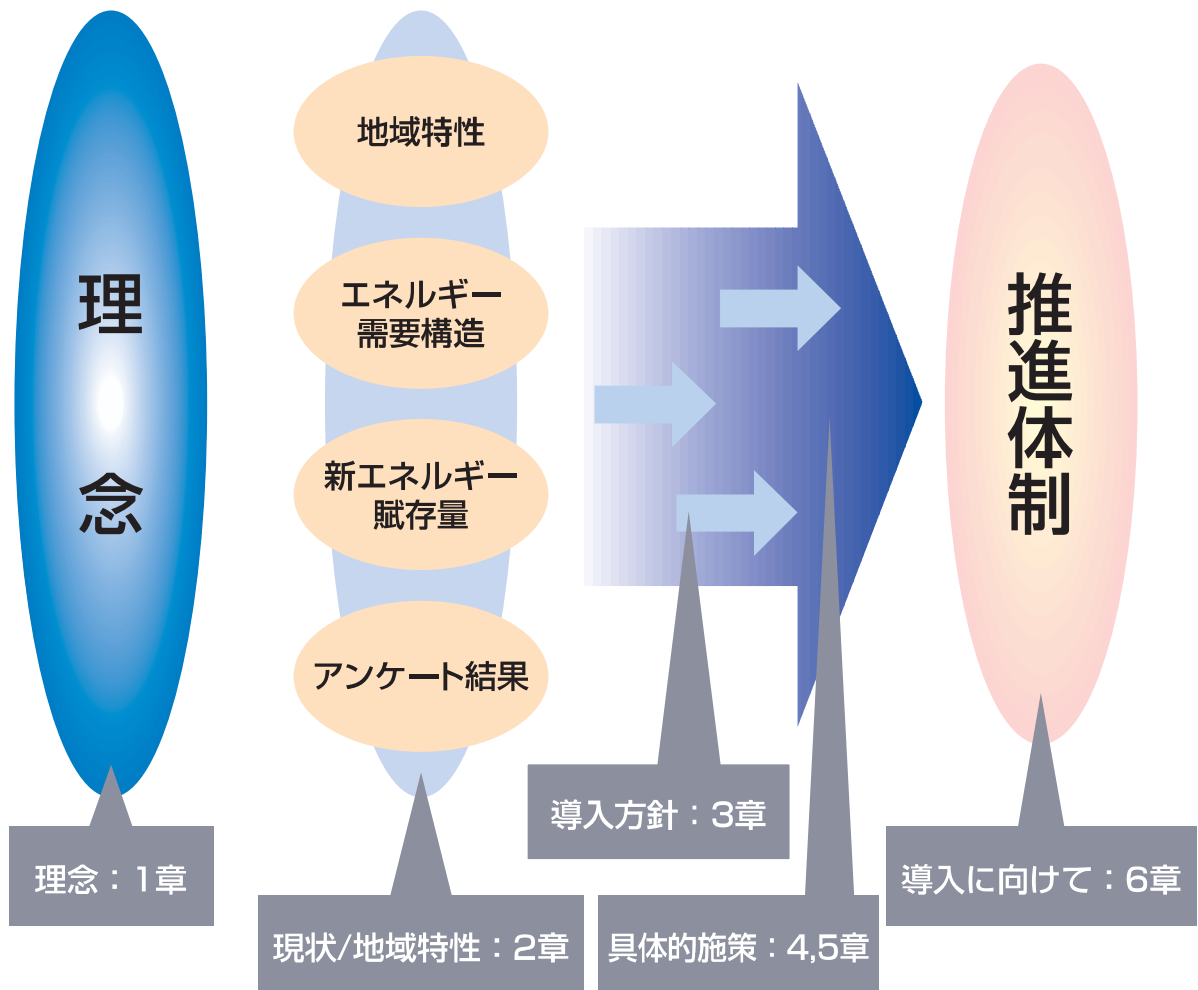 理念
地域特性
エネルギー
需要構造
新エネルギー
賦存量
アンケート結果
推進体制
理念：1章
現状/地域特性：2章
導入方針：3章
具体的施策：4,5章
導入に向けて：6章